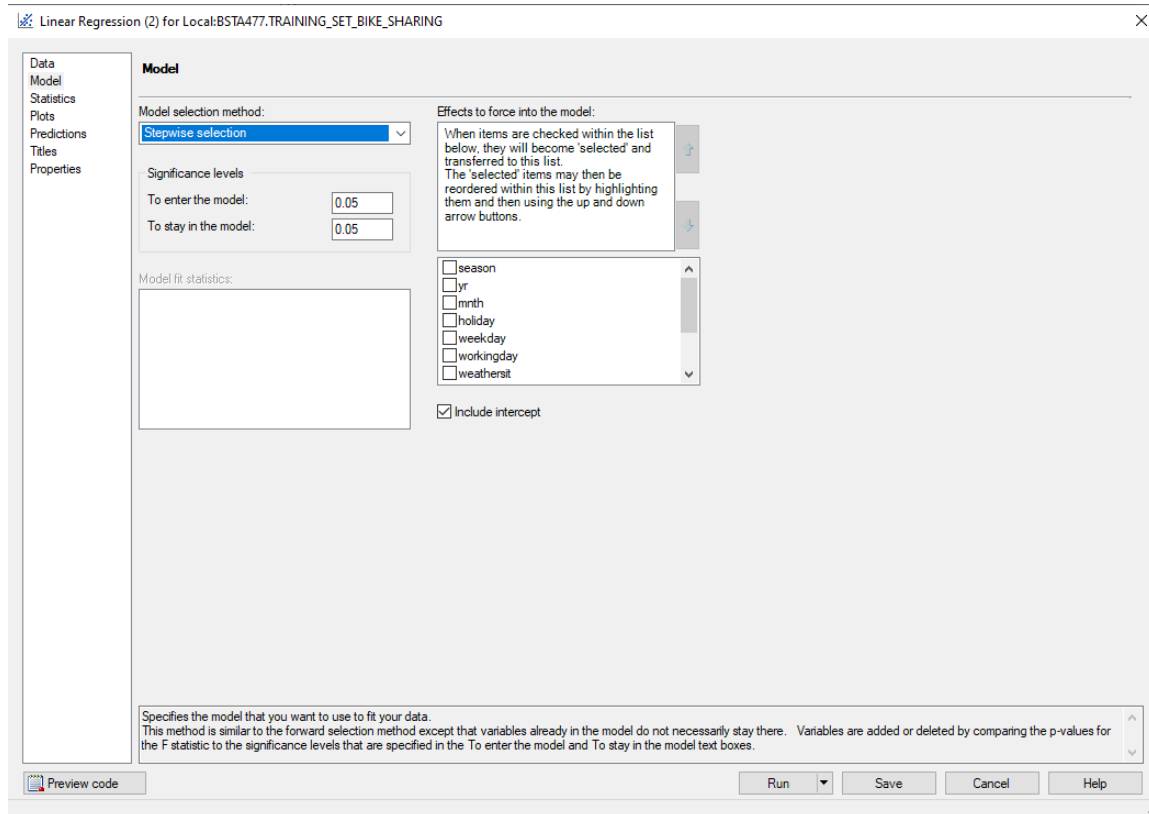 Linear Regression (2) for Local:BSTA477.TRAINING_SET_BIKE_SHARING
Data
Model
Statistics
Plots
Predictions
Titles
Properties
Model
Model selection method:
Stepwise selection
Significance levels
To enter the model:
0.05
To stay in the model:
0.05
Model fit statistics:
Effects to force into the model:
When items are checked within the list
below, they will become 'selected' and
transferred to this list.
The 'selected' items may then be
reordered within this list by highlighting
them and then using the up and down
arrow buttons.
season
yr
mnth
holiday
weekday
workingday
weathersit
Include intercept
Specifies the model that you want to use to fit your data.
This method is similar to the forward selection method except that variables already in the model do not necessarily stay there. Variables are added or deleted by comparing the p-values for
the F statistic to the significance levels that are specified in the To enter the model and To stay in the model text boxes.
Preview code
Run
Save
Cancel
Help